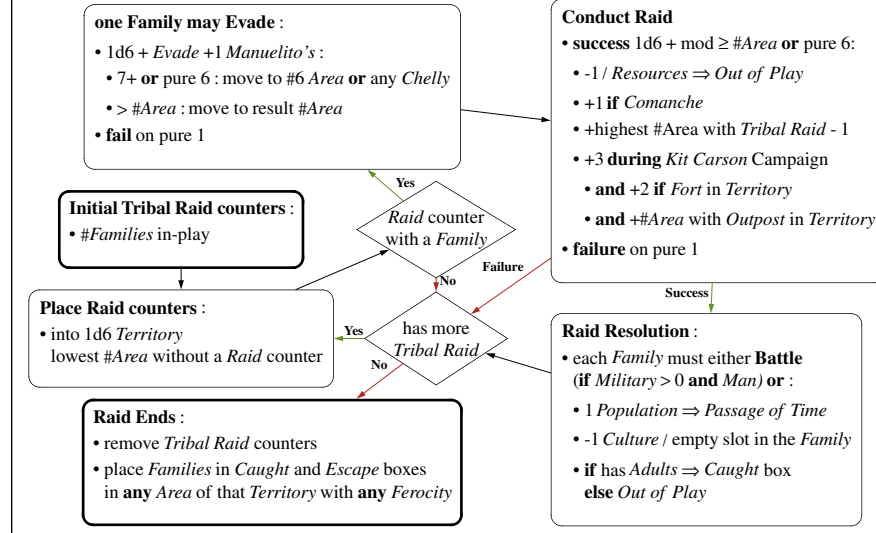 one Family may Evade :
• 1d6 + Evade +1 Manuelito's :
• 7+ or pure 6 : move to #6 Area or any Chelly
• > #Area : move to result #Area
• fail on pure 1
Conduct Raid
• success 1d6 + mod ≥ #Area or pure 6:
• -1 / Resources ⇒ Out of Play
• +1 if Comanche
• +highest #Area with Tribal Raid - 1
• +3 during Kit Carson Campaign
• and +2 if Fort in Territory
• and +#Area with Outpost in Territory
• failure on pure 1
Yes
Initial Tribal Raid counters :
• #Families in-play
Raid counter
with a Family
Failure
No
Success
Place Raid counters :
• into 1d6 Territory
lowest #Area without a Raid counter
Yes
has more
Tribal Raid
No
Raid Resolution :
• each Family must either Battle
(if Military > 0 and Man) or :
• 1 Population ⇒ Passage of Time
• -1 Culture / empty slot in the Family
• if has Adults ⇒ Caught box
else Out of Play
Raid Ends :
• remove Tribal Raid counters
• place Families in Caught and Escape boxes
in any Area of that Territory with any Ferocity